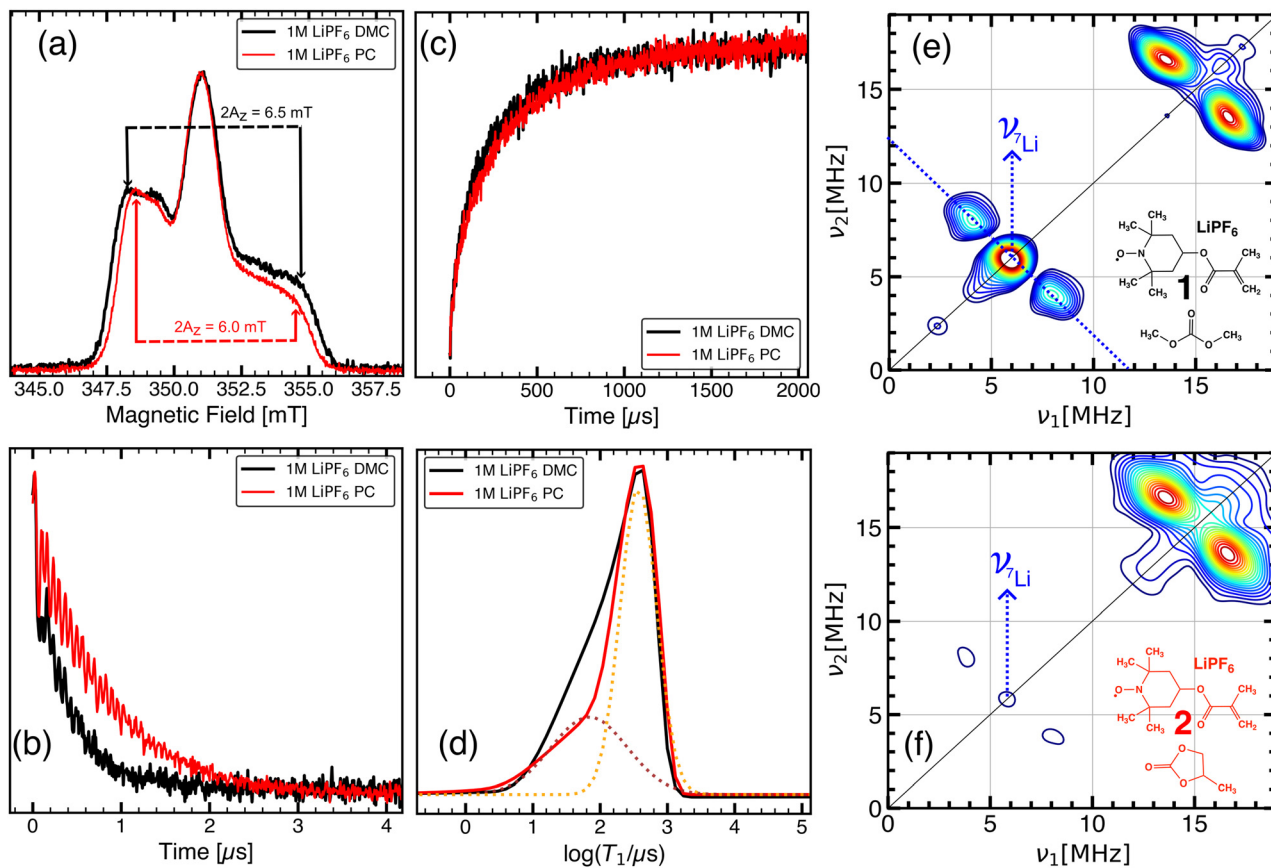 (a)
1M LiPF₆ DMC
1M LiPF₆ PC
2A_Z = 6.5 mT
2A_Z = 6.0 mT
345.0 347.5 350.0 352.5 355.0 357.5
Magnetic Field [mT]
(b)
1M LiPF₆ DMC
1M LiPF₆ PC
0 1 2 3 4
Time [μs]
(c)
1M LiPF₆ DMC
1M LiPF₆ PC
0 500 1000 1500 2000
Time [μs]
(d)
1M LiPF₆ DMC
1M LiPF₆ PC
0 1 2 3 4 5
log(T₁/μs)
(e)
ν₂[MHz]
15
10
5
0
ν₇Li
LiPF₆
H₃C CH₃
O N
H₃C CH₃
O CH₃
O CH₂
1
O
H₃C O O CH₃
0 5 10 15
ν₁[MHz]
(f)
ν₂[MHz]
15
10
5
0
ν₇Li
LiPF₆
H₃C CH₃
O N
H₃C CH₃
O CH₃
O CH₂
2
O
O O
CH₃
0 5 10 15
ν₁[MHz]